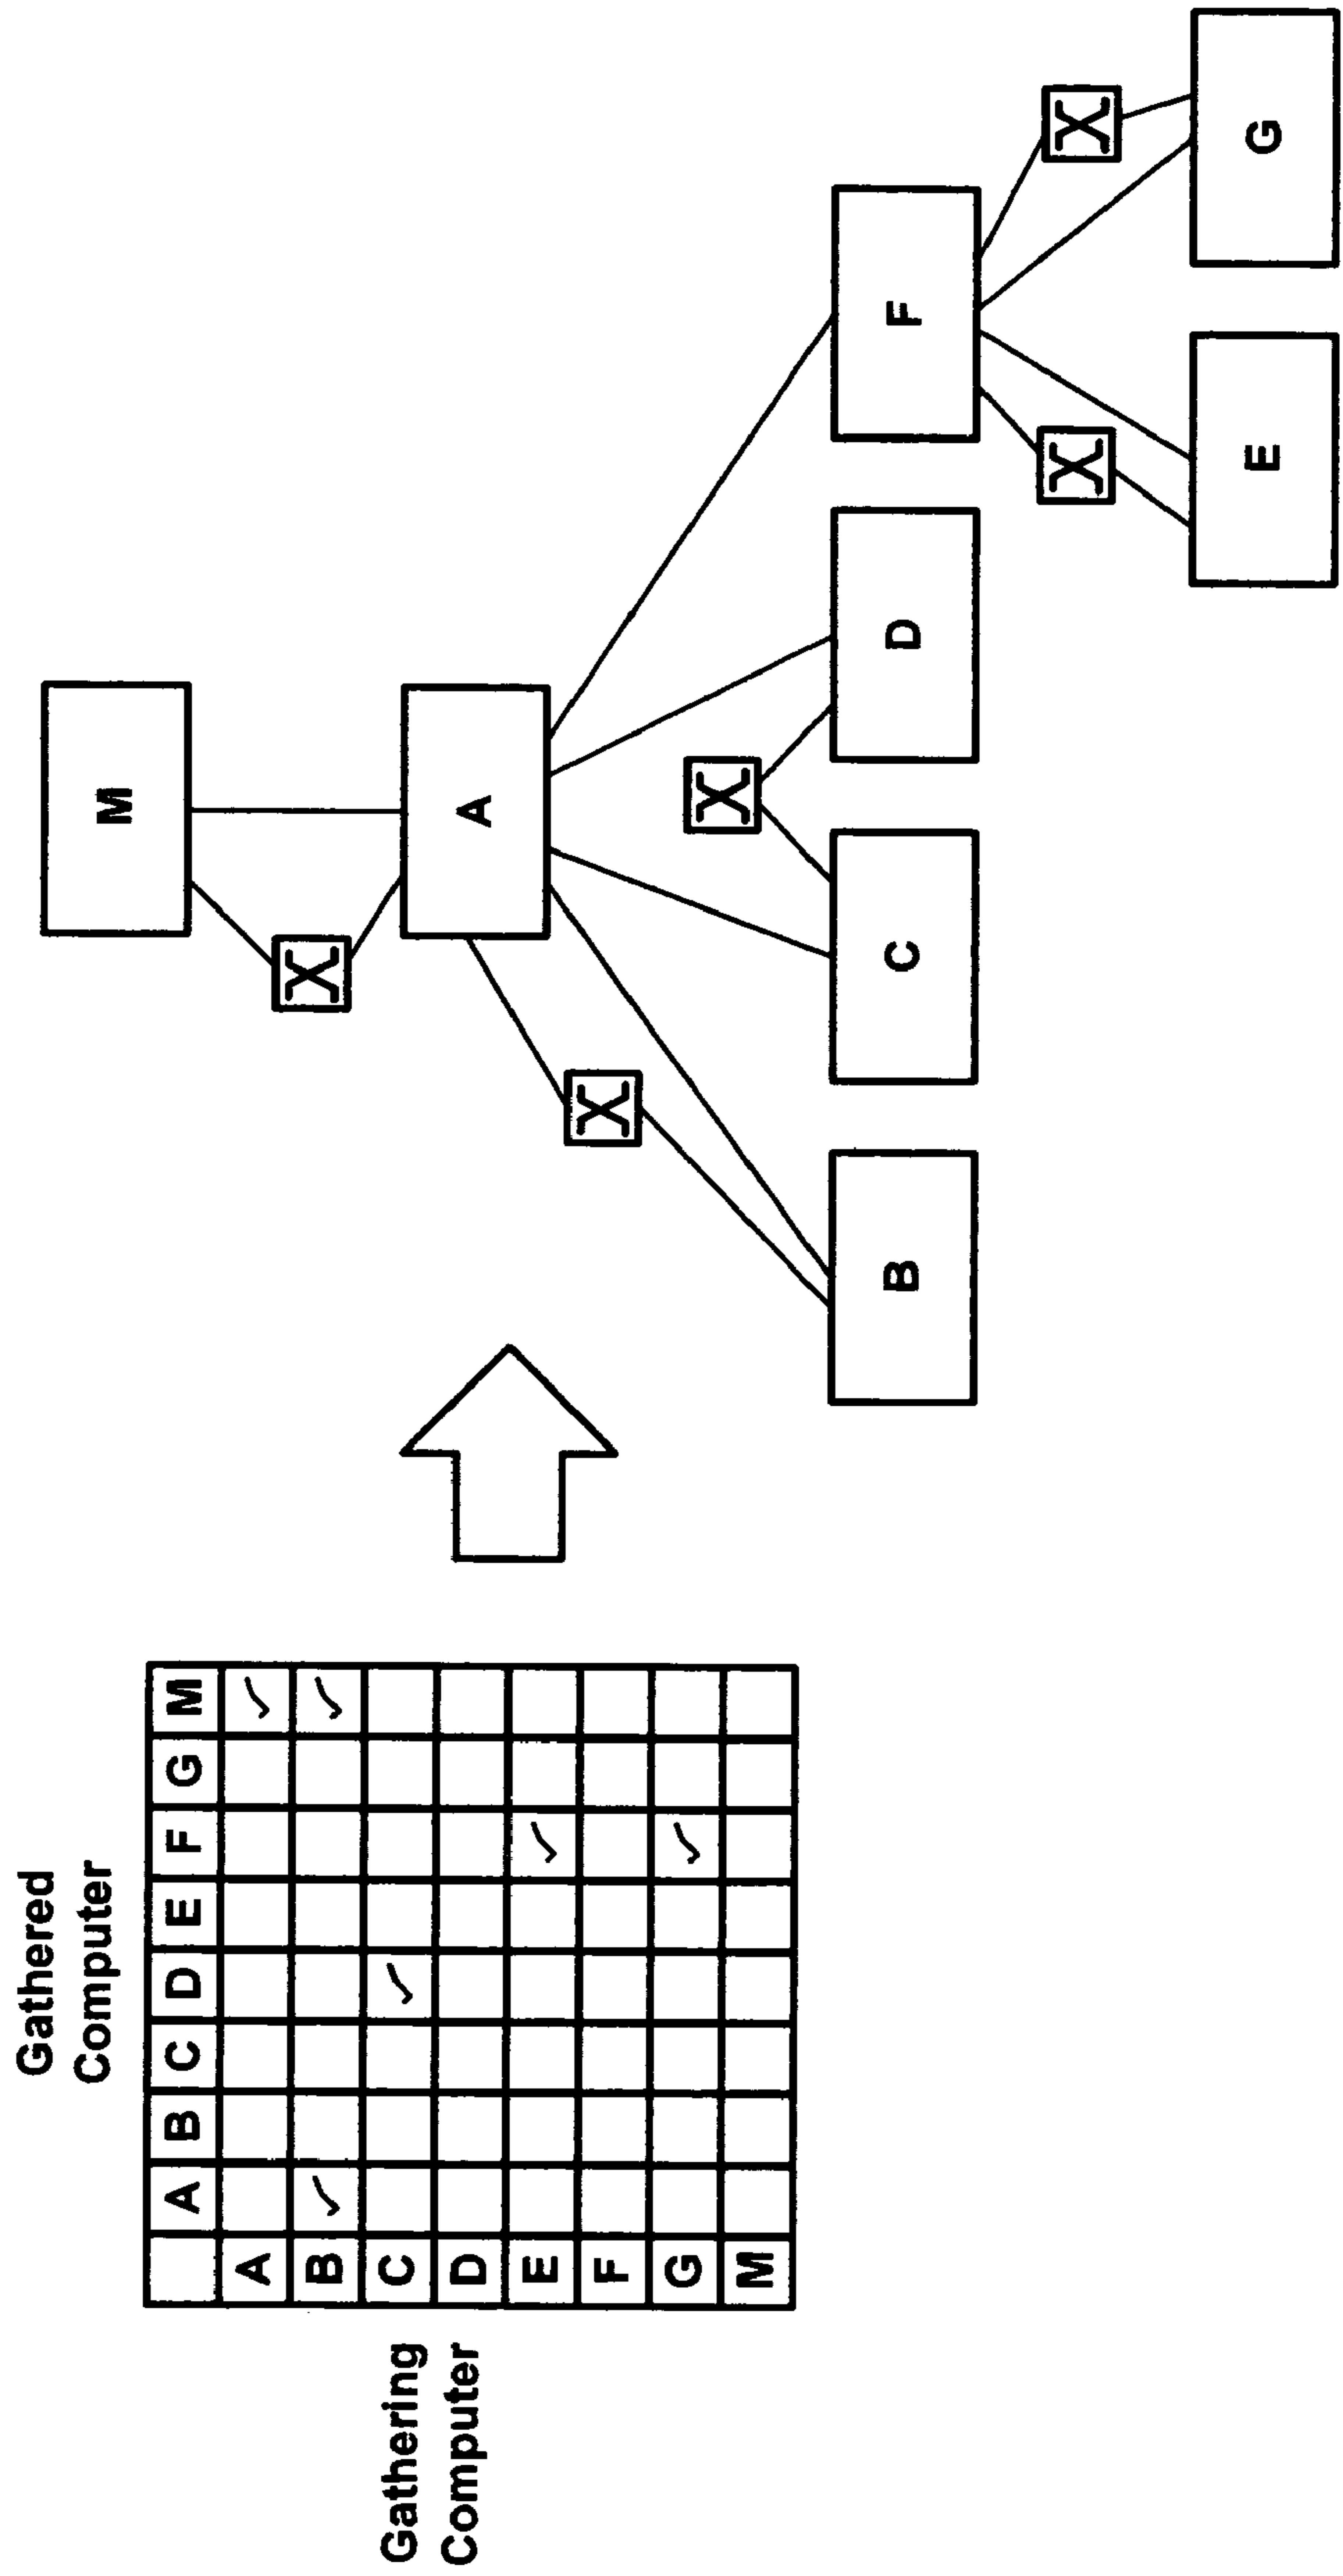 Gathered
Computer
A B C D E F G M
A ✓
B ✓ ✓
C ✓
D
E ✓
F
G ✓
M
Gathering
Computer
M
X
A
X
X
B
C
D
F
X
X
E
G